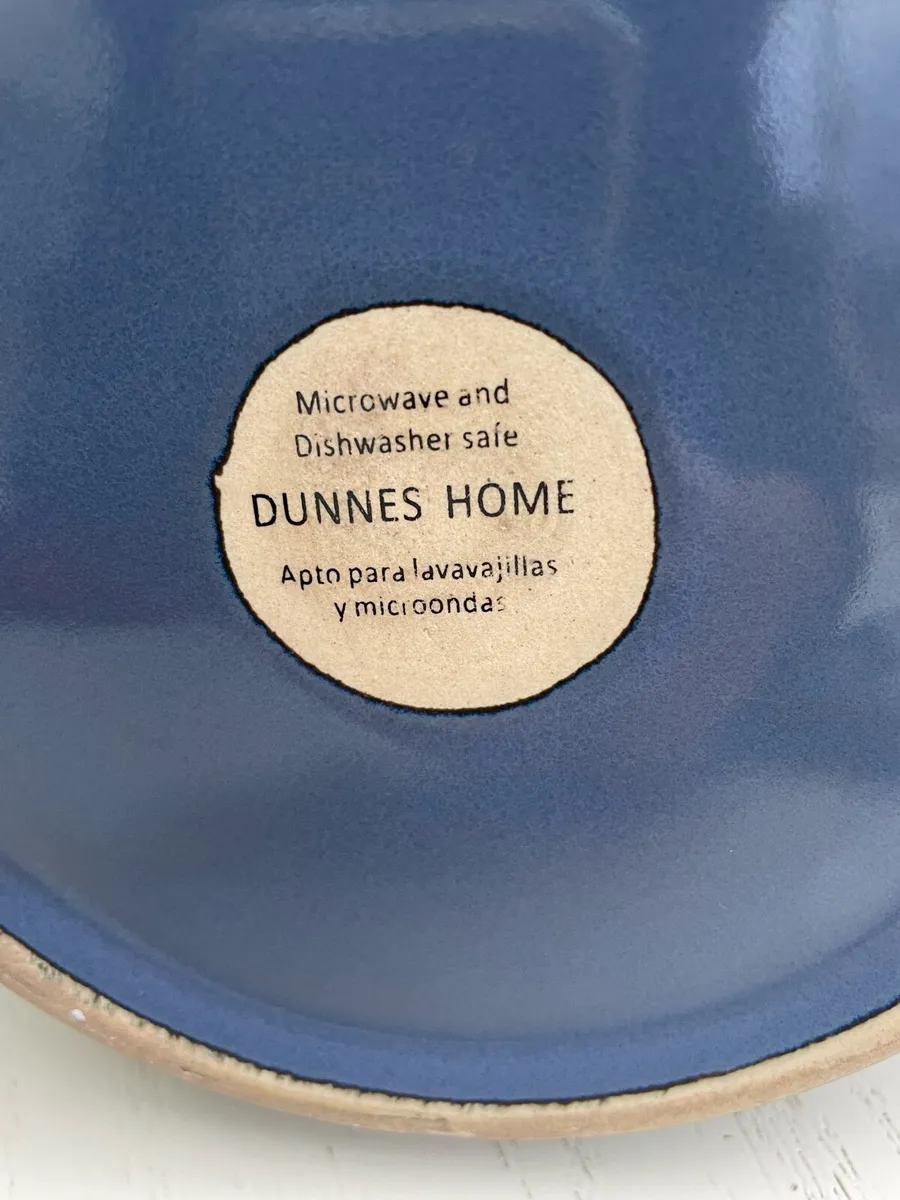 Microwave and
Dishwasher safe
DUNNES HOME
Apto para lavavajillas
y microondas